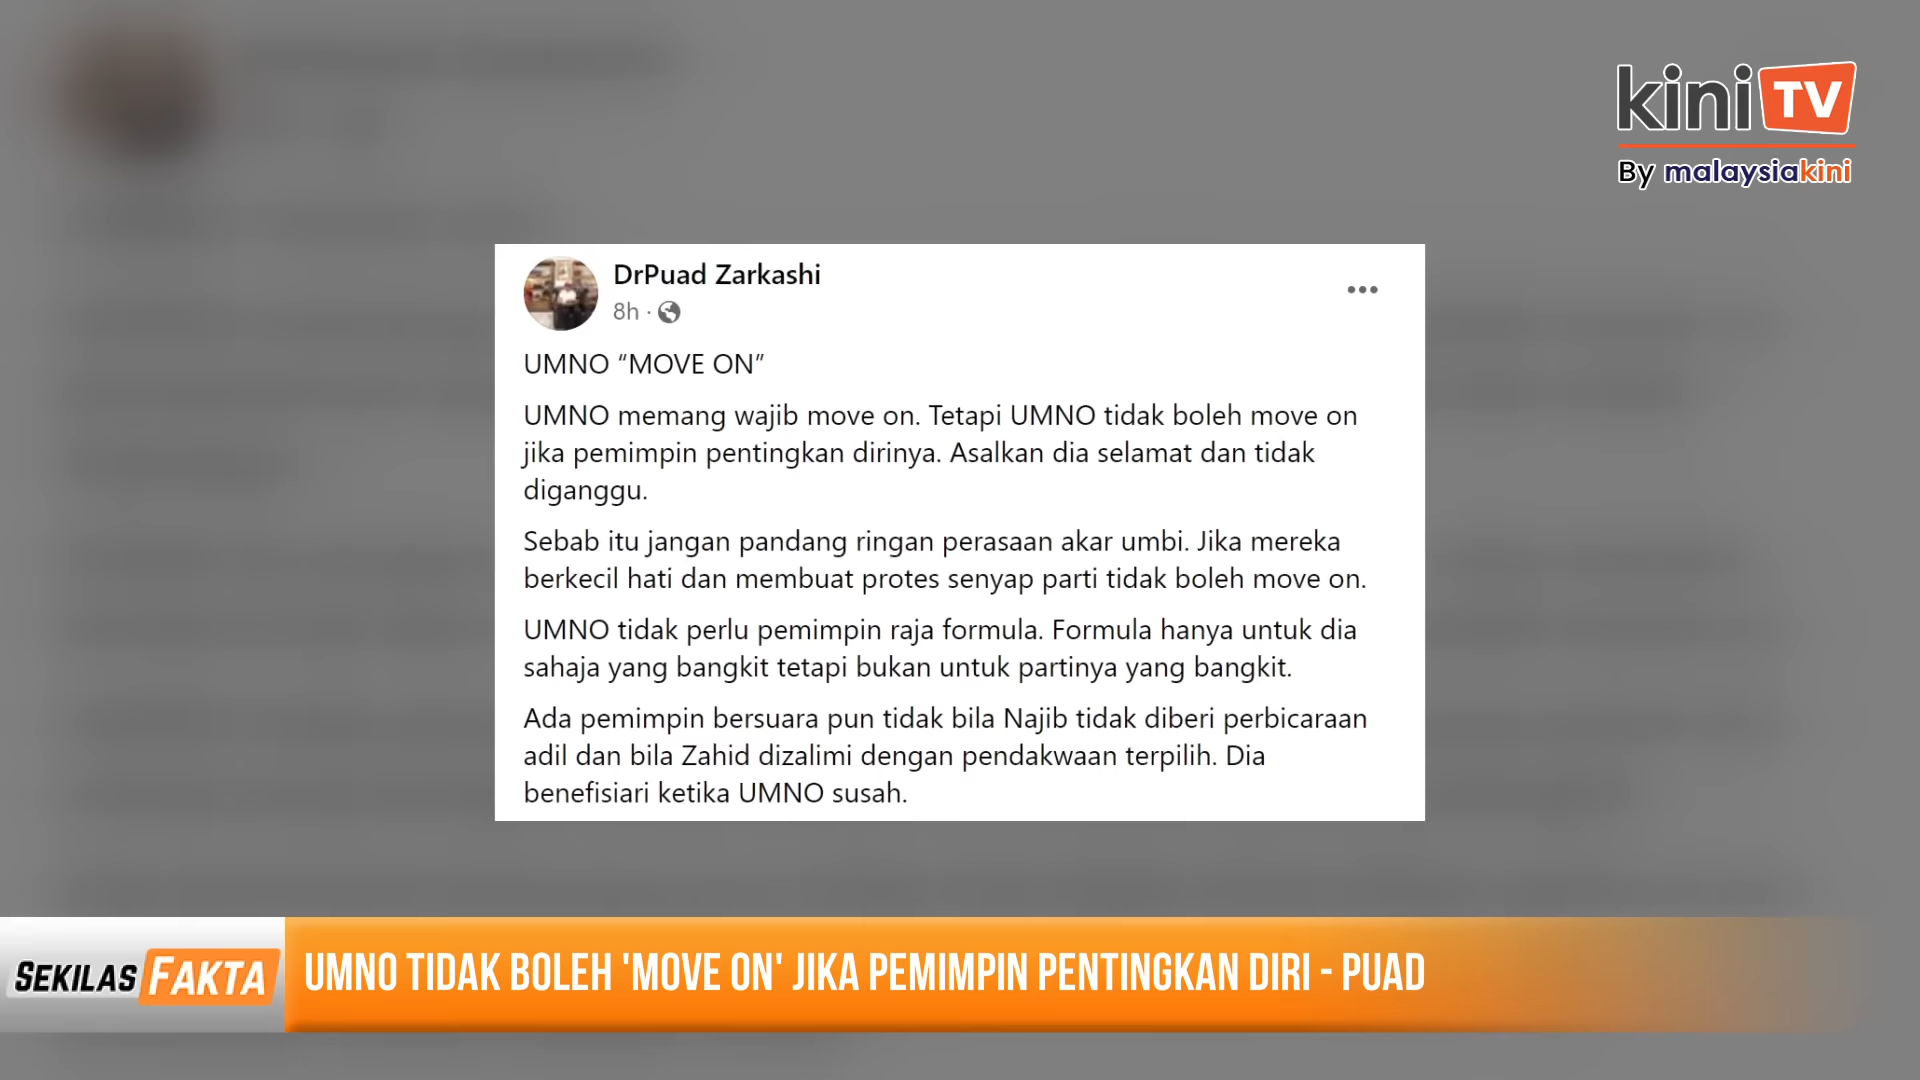 kini TV
By malaysiakini
DrPuad Zarkashi
8h ·
UMNO “MOVE ON”
UMNO memang wajib move on. Tetapi UMNO tidak boleh move on
jika pemimpin pentingkan dirinya. Asalkan dia selamat dan tidak
diganggu.
Sebab itu jangan pandang ringan perasaan akar umbi. Jika mereka
berkecil hati dan membuat protes senyap parti tidak boleh move on.
UMNO tidak perlu pemimpin raja formula. Formula hanya untuk dia
sahaja yang bangkit tetapi bukan untuk partinya yang bangkit.
Ada pemimpin bersuara pun tidak bila Najib tidak diberi perbicaraan
adil dan bila Zahid dizalimi dengan pendakwaan terpilih. Dia
benefisiari ketika UMNO susah.
SEKILAS FAKTA
UMNO TIDAK BOLEH 'MOVE ON' JIKA PEMIMPIN PENTINGKAN DIRI - PUAD